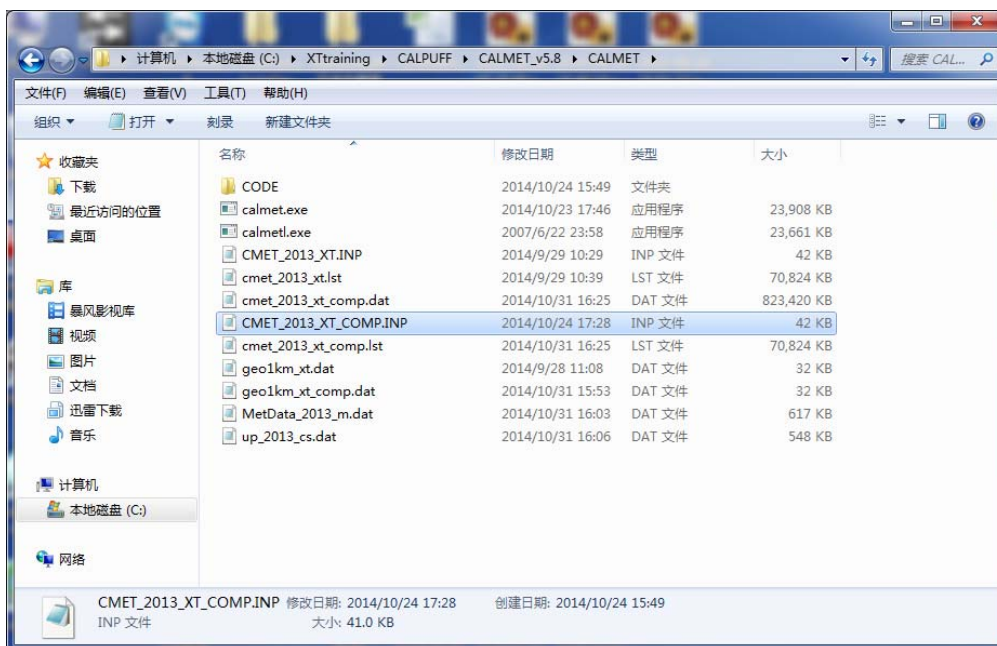 计算机 ▸ 本地磁盘 (C:) ▸ XTtraining ▸ CALPUFF ▸ CALMET_v5.8 ▸ CALMET ▸
搜索 CAL...
文件(F) 编辑(E) 查看(V) 工具(T) 帮助(H)
组织 打开 刻录 新建文件夹
收藏夹
下载
最近访问的位置
桌面
库
暴风影视库
视频
图片
文档
迅雷下载
音乐
计算机
本地磁盘 (C:)
网络
名称 修改日期 类型 大小
CODE 2014/10/24 15:49 文件夹
calmet.exe 2014/10/23 17:46 应用程序 23,908 KB
calmetl.exe 2007/6/22 23:58 应用程序 23,661 KB
CMET_2013_XT.INP 2014/9/29 10:29 INP 文件 42 KB
cmet_2013_xt.lst 2014/9/29 10:39 LST 文件 70,824 KB
cmet_2013_xt_comp.dat 2014/10/31 16:25 DAT 文件 823,420 KB
CMET_2013_XT_COMP.INP 2014/10/24 17:28 INP 文件 42 KB
cmet_2013_xt_comp.lst 2014/10/31 16:25 LST 文件 70,824 KB
geo1km_xt.dat 2014/9/28 11:08 DAT 文件 32 KB
geo1km_xt_comp.dat 2014/10/31 15:53 DAT 文件 32 KB
MetData_2013_m.dat 2014/10/31 16:03 DAT 文件 617 KB
up_2013_cs.dat 2014/10/31 16:06 DAT 文件 548 KB
CMET_2013_XT_COMP.INP 修改日期: 2014/10/24 17:28 创建日期: 2014/10/24 15:49
INP 文件 大小: 41.0 KB